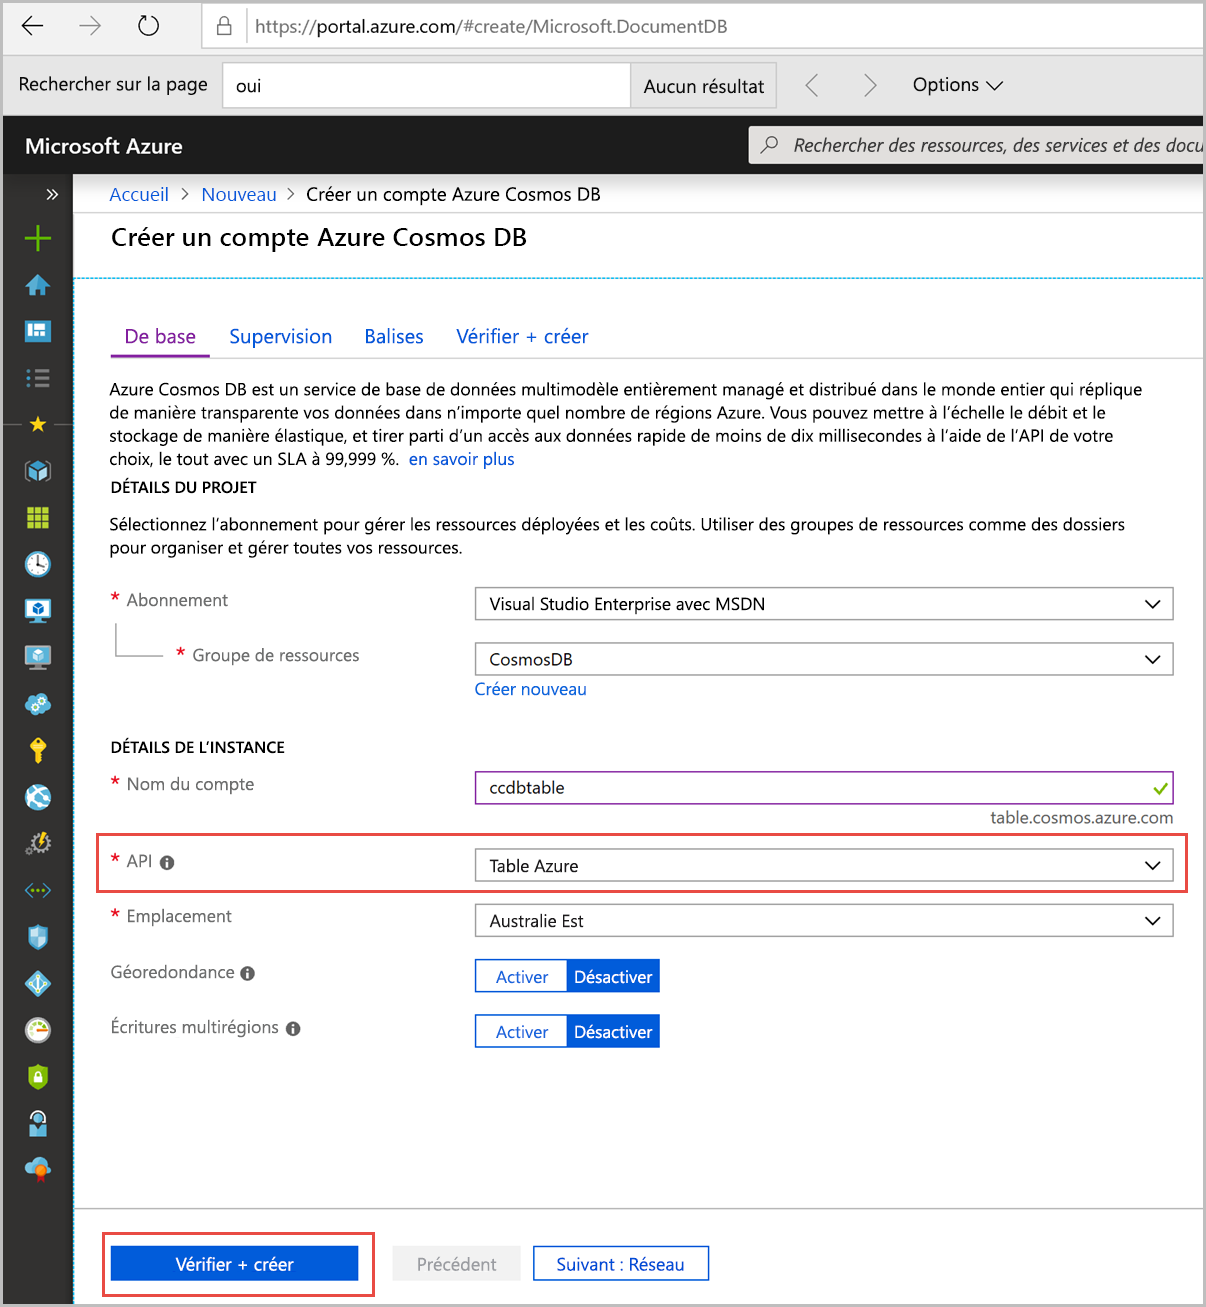 https://portal.azure.com/#create/Microsoft.DocumentDB
Rechercher sur la page oui Aucun résultat Options
Microsoft Azure Rechercher des ressources, des services et des docu
Accueil > Nouveau > Créer un compte Azure Cosmos DB
Créer un compte Azure Cosmos DB
De base Supervision Balises Vérifier + créer
Azure Cosmos DB est un service de base de données multimodèle entièrement managé et distribué dans le monde entier qui réplique
de manière transparente vos données dans n’importe quel nombre de régions Azure. Vous pouvez mettre à l’échelle le débit et le
stockage de manière élastique, et tirer parti d’un accès aux données rapide de moins de dix millisecondes à l’aide de l’API de votre
choix, le tout avec un SLA à 99,999 %. en savoir plus
DÉTAILS DU PROJET
Sélectionnez l’abonnement pour gérer les ressources déployées et les coûts. Utiliser des groupes de ressources comme des dossiers
pour organiser et gérer toutes vos ressources.
* Abonnement Visual Studio Enterprise avec MSDN
* Groupe de ressources CosmosDB
Créer nouveau
DÉTAILS DE L’INSTANCE
* Nom du compte ccdbtable
table.cosmos.azure.com
* API Table Azure
* Emplacement Australie Est
Géoredondance Activer Désactiver
Écritures multirégions Activer Désactiver
Vérifier + créer Précédent Suivant : Réseau